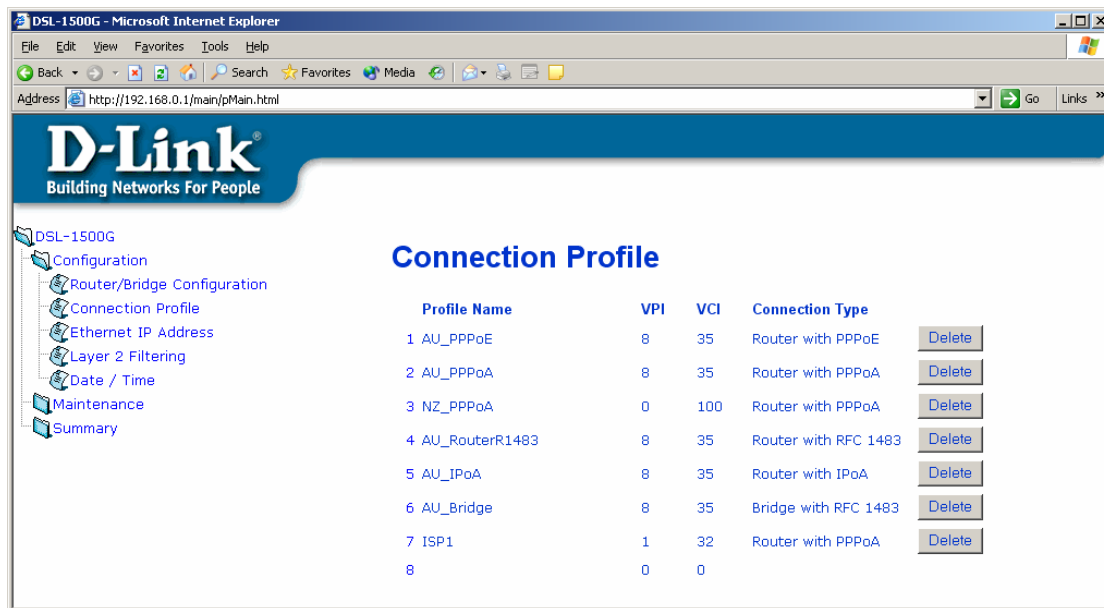 DSL-1500G - Microsoft Internet Explorer
File Edit View Favorites Tools Help
Back Search Favorites Media
Address http://192.168.0.1/main/pMain.html Go Links »
D-Link®
Building Networks For People
DSL-1500G
Configuration
Router/Bridge Configuration
Connection Profile
Ethernet IP Address
Layer 2 Filtering
Date / Time
Maintenance
Summary
Connection Profile
Profile Name VPI VCI Connection Type
1 AU_PPPoE 8 35 Router with PPPoE Delete
2 AU_PPPoA 8 35 Router with PPPoA Delete
3 NZ_PPPoA 0 100 Router with PPPoA Delete
4 AU_RouterR1483 8 35 Router with RFC 1483 Delete
5 AU_IPoA 8 35 Router with IPoA Delete
6 AU_Bridge 8 35 Bridge with RFC 1483 Delete
7 ISP1 1 32 Router with PPPoA Delete
8 0 0